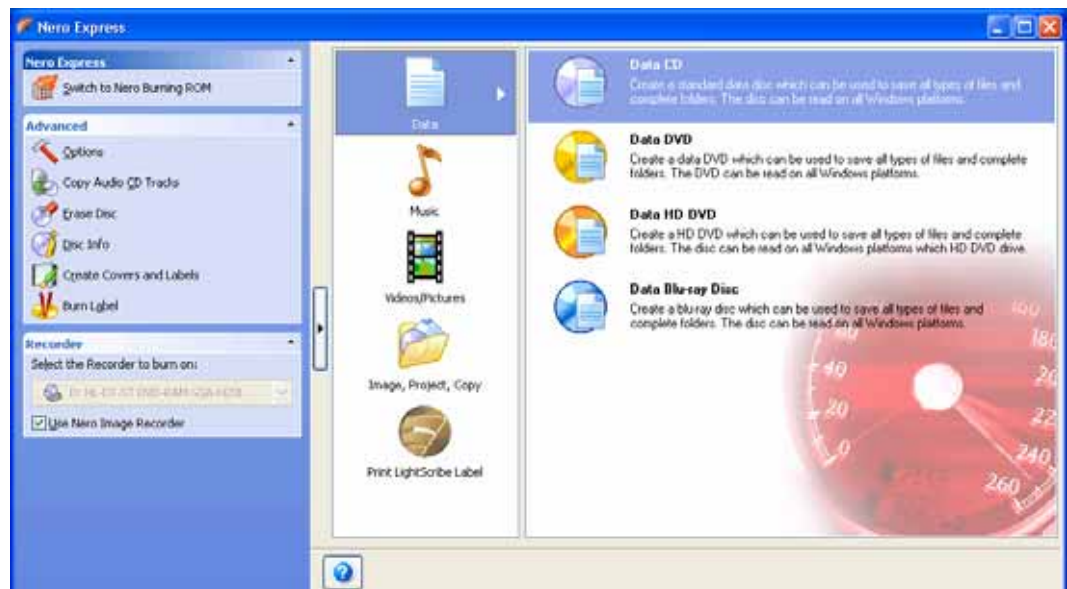 Nero Express
Nero Express
Switch to Nero Burning ROM
Advanced
Options
Copy Audio CD Tracks
Erase Disc
Disc Info
Create Covers and Labels
Burn Label
Recorder
Select the Recorder to burn on:
Use Nero Image Recorder
Data
Music
Videos/Pictures
Image, Project, Copy
Print LightScribe Label
Data CD
Create a standard data disc which can be used to save all types of files and
complete folders. The disc can be read on all Windows platforms.
Data DVD
Create a data DVD which can be used to save all types of files and complete
folders. The DVD can be read on all Windows platforms.
Data HD DVD
Create a HD DVD which can be used to save all types of files and complete
folders. The disc can be read on all Windows platforms which HD DVD drive.
Data Blu-ray Disc
Create a blu-ray disc which can be used to save all types of files and
complete folders. The disc can be read on all Windows platforms.
0
20
40
240
260